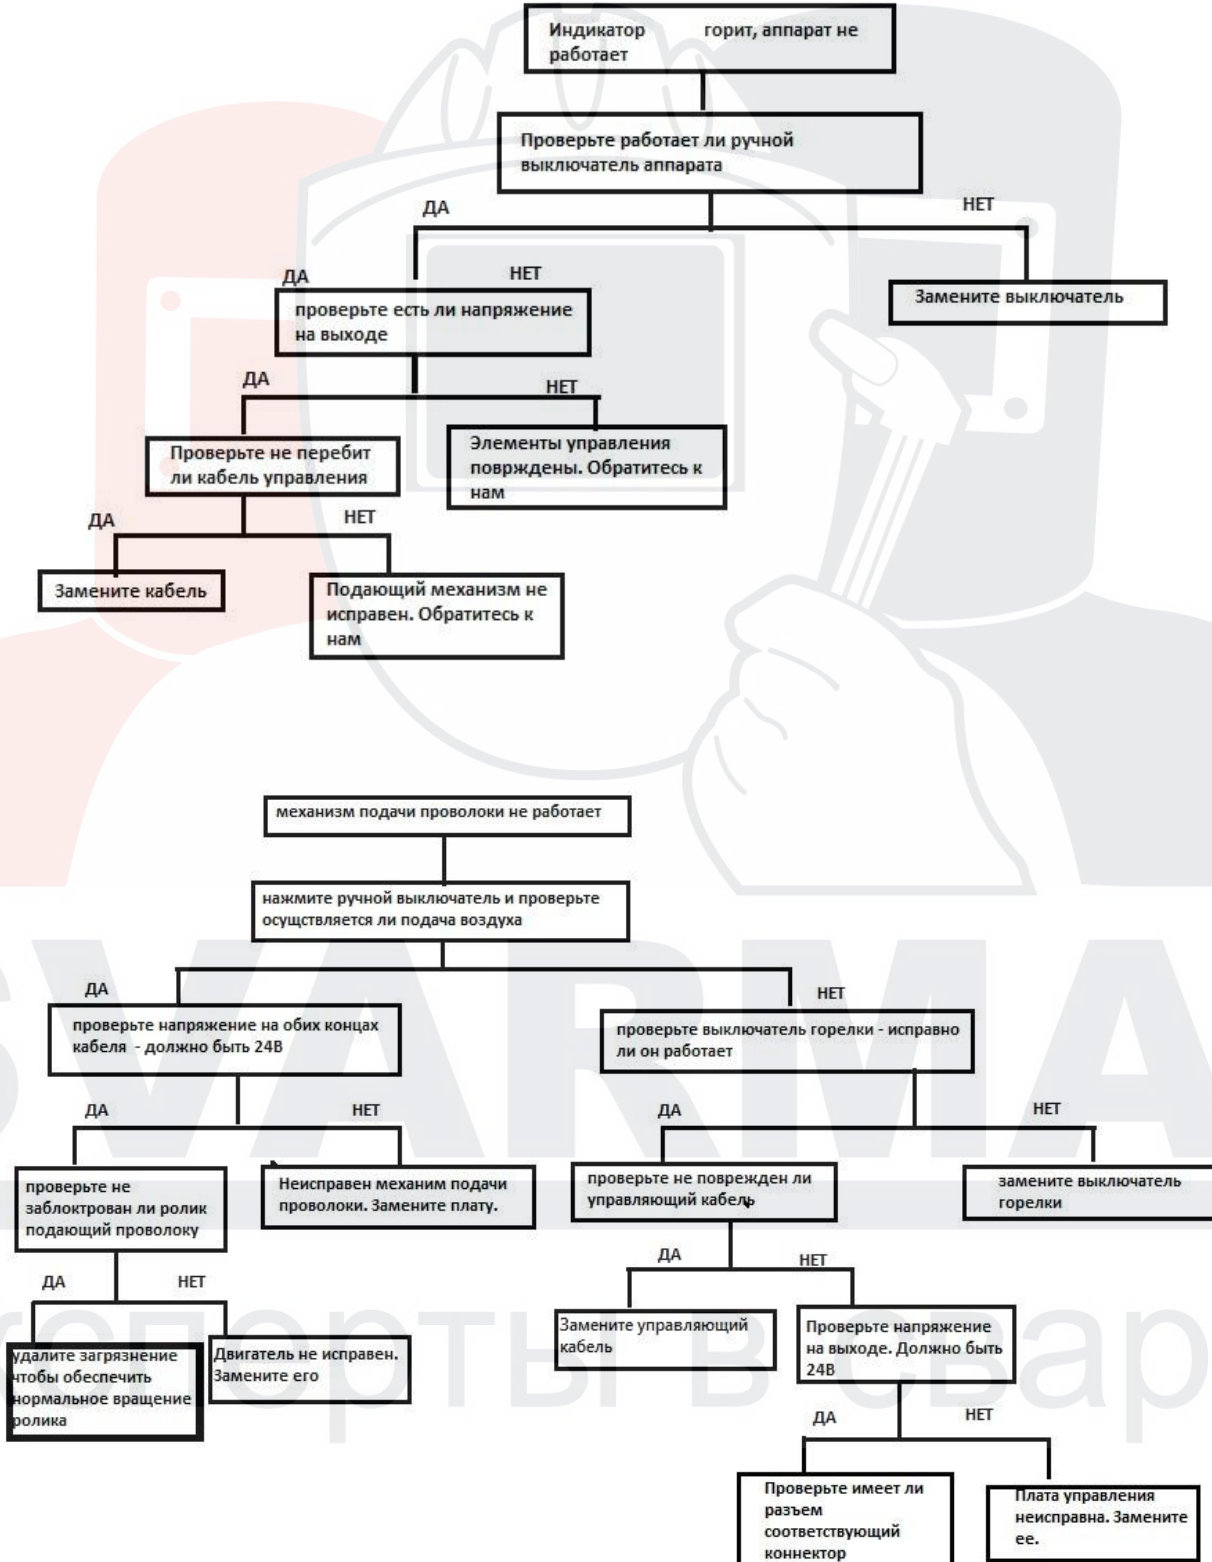 Индикатор горит, аппарат не
работает
Проверьте работает ли ручной
выключатель аппарата
ДА
НЕТ
ДА
НЕТ
проверьте есть ли напряжение
на выходе
Замените выключатель
ДА
НЕТ
Проверьте не перебит
ли кабель управления
Элементы управления
поврждены. Обратитесь к
нам
ДА
НЕТ
Замените кабель
Подающий механизм не
исправен. Обратитесь к
нам
механизм подачи проволоки не работает
нажмите ручной выключатель и проверьте
осущствляется ли подача воздуха
ДА
НЕТ
проверьте напряжение на обих концах
кабеля - должно быть 24В
проверьте выключатель горелки - исправно
ли он работает
ДА
НЕТ
ДА
НЕТ
проверьте не
заблоктрован ли ролик
подающий проволоку
Неисправен механим подачи
проволоки. Замените плату.
проверьте не поврежден ли
управляющий кабель
замените выключатель
горелки
ДА
НЕТ
ДА
НЕТ
удалите загрязнение
чтобы обеспечить
нормальное вращение
ролика
Двигатель не исправен.
Замените его
Замените управляющий
кабель
Проверьте напряжение
на выходе. Должно быть
24В
ДА
НЕТ
Проверьте имеет ли
разъем
соответствующий
коннектор
Плата управления
неисправна. Замените
ее.
SVARMA
ксперты в свар